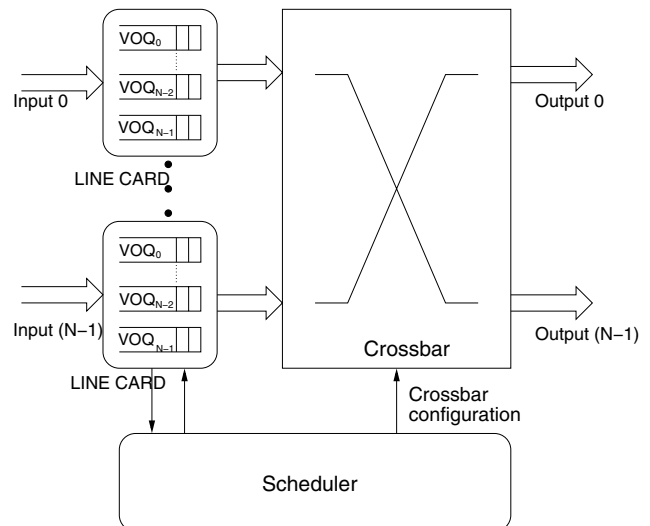 VOQ0
VOQN−2
VOQN−1
Input 0
Output 0
LINE CARD
VOQ0
VOQN−2
VOQN−1
Input (N−1)
Output (N−1)
Crossbar
LINE CARD
Crossbar
configuration
Scheduler